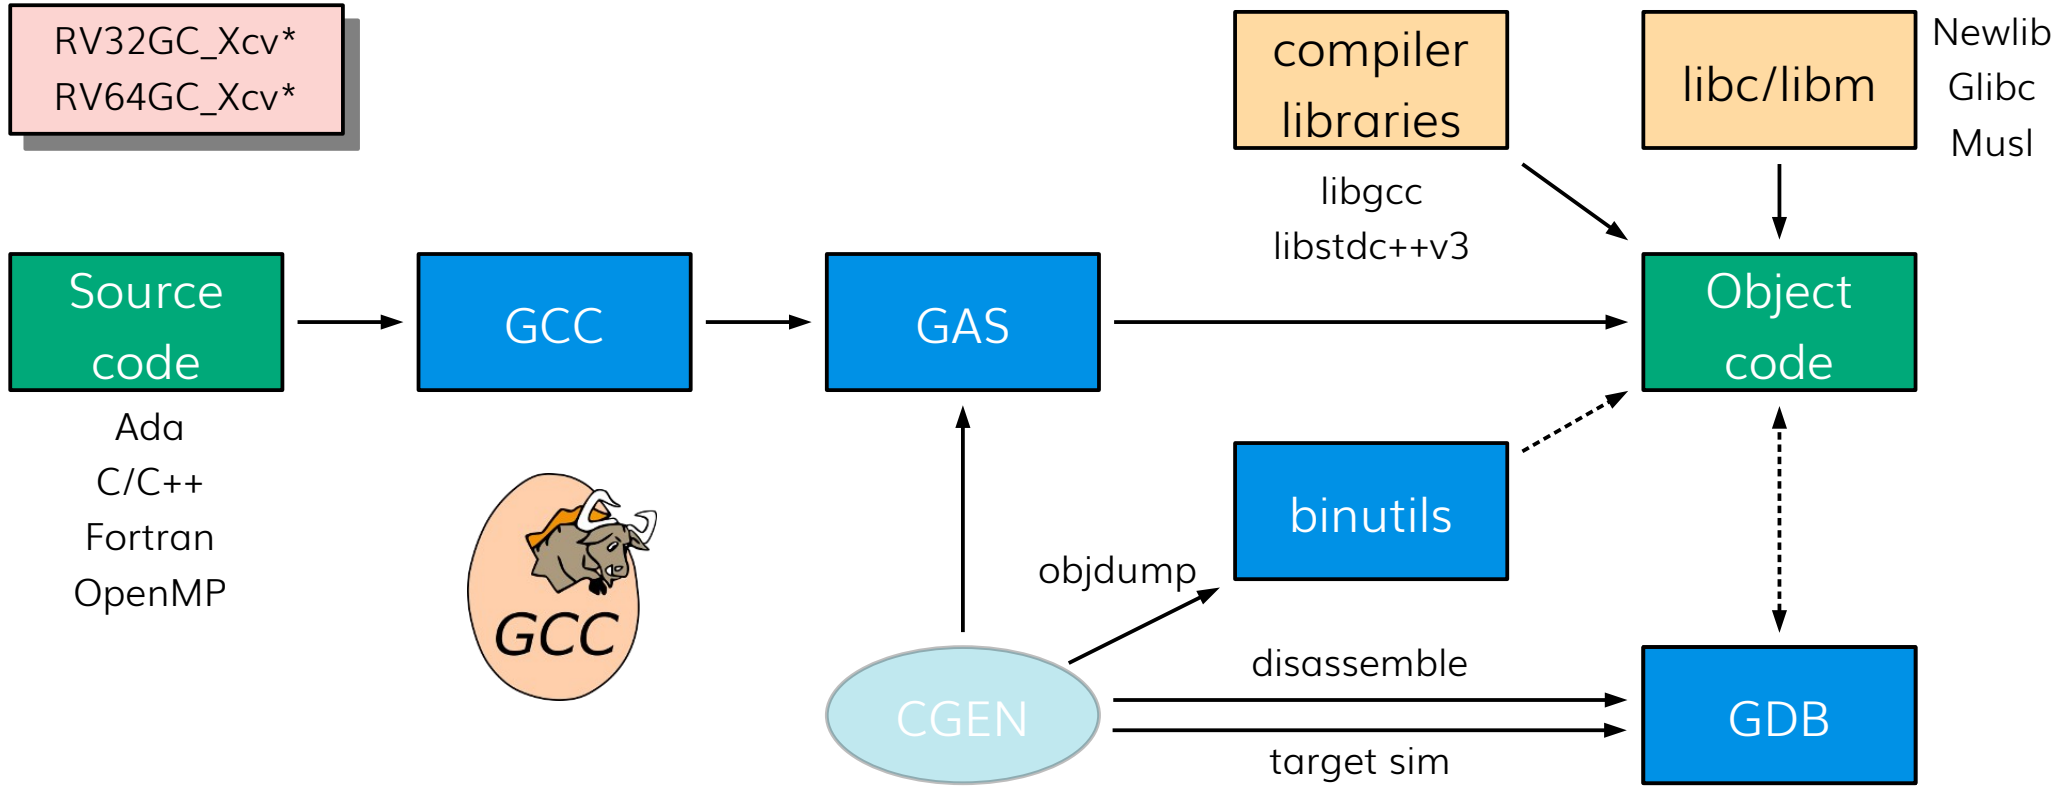 RV32GC_Xcv*
RV64GC_Xcv*
compiler
libraries
libgcc
libstdc++v3
libc/libm
Newlib
Glibc
Musl
Source
code
Ada
C/C++
Fortran
OpenMP
GCC
GCC
GAS
Object
code
binutils
objdump
CGEN
disassemble
target sim
GDB